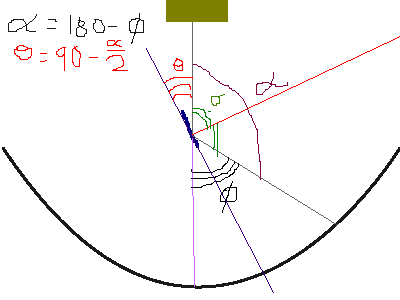 α = 180 - φ
θ = 90 - α/2
θ
α
σ
φ